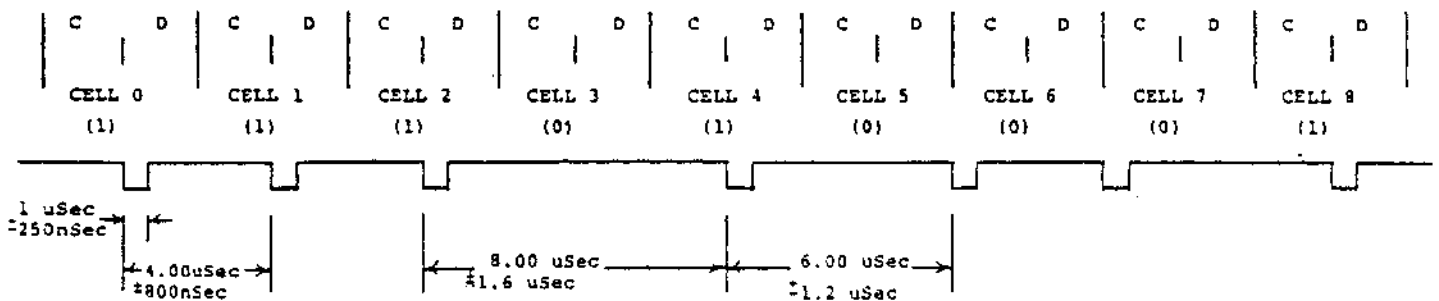 C D C D C D C D C D C D C D C D C D
CELL 0 CELL 1 CELL 2 CELL 3 CELL 4 CELL 5 CELL 6 CELL 7 CELL 8
(1) (1) (1) (0) (1) (0) (0) (0) (1)
1 uSec
±250nSec
4.00uSec
±800nSec
8.00 uSec
±1.6 uSec
6.00 uSec
±1.2 uSec